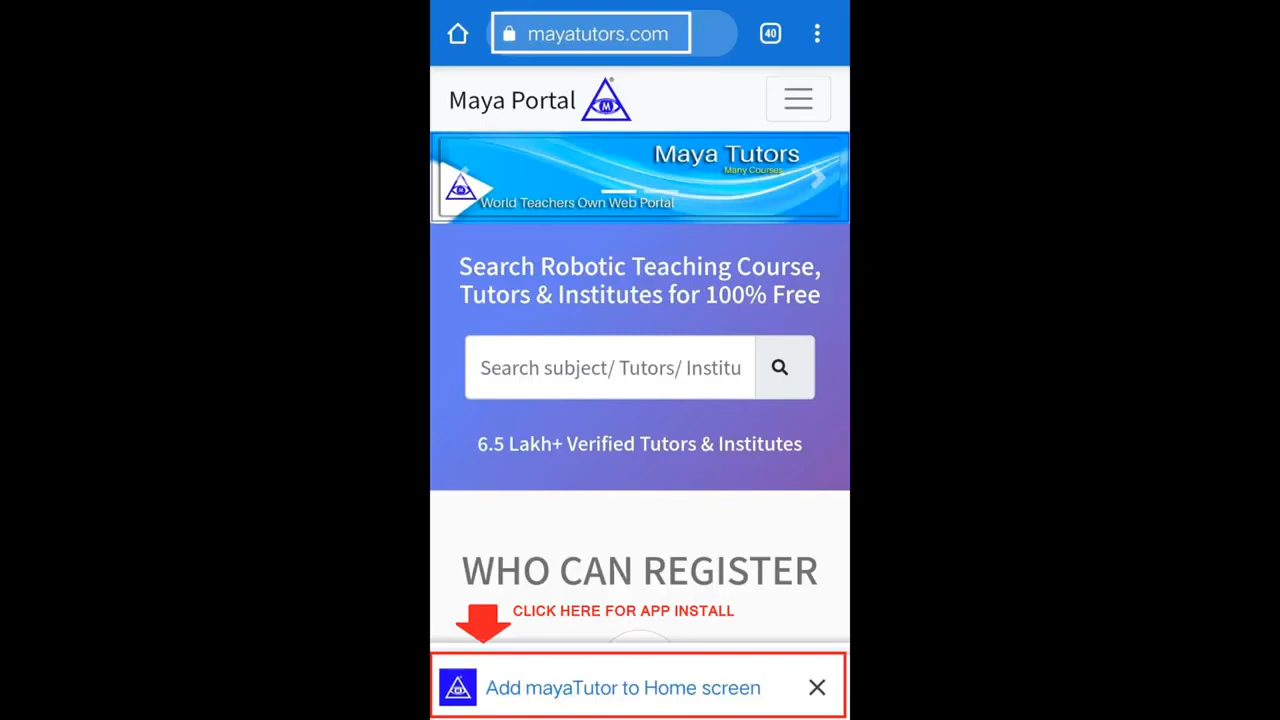 mayatutors.com
40
Maya Portal
M
Maya Tutors
Many Courses
World Teachers Own Web Portal
Search Robotic Teaching Course,
Tutors & Institutes for 100% Free
Search subject/ Tutors/ Institu
6.5 Lakh+ Verified Tutors & Institutes
WHO CAN REGISTER
CLICK HERE FOR APP INSTALL
Add mayaTutor to Home screen